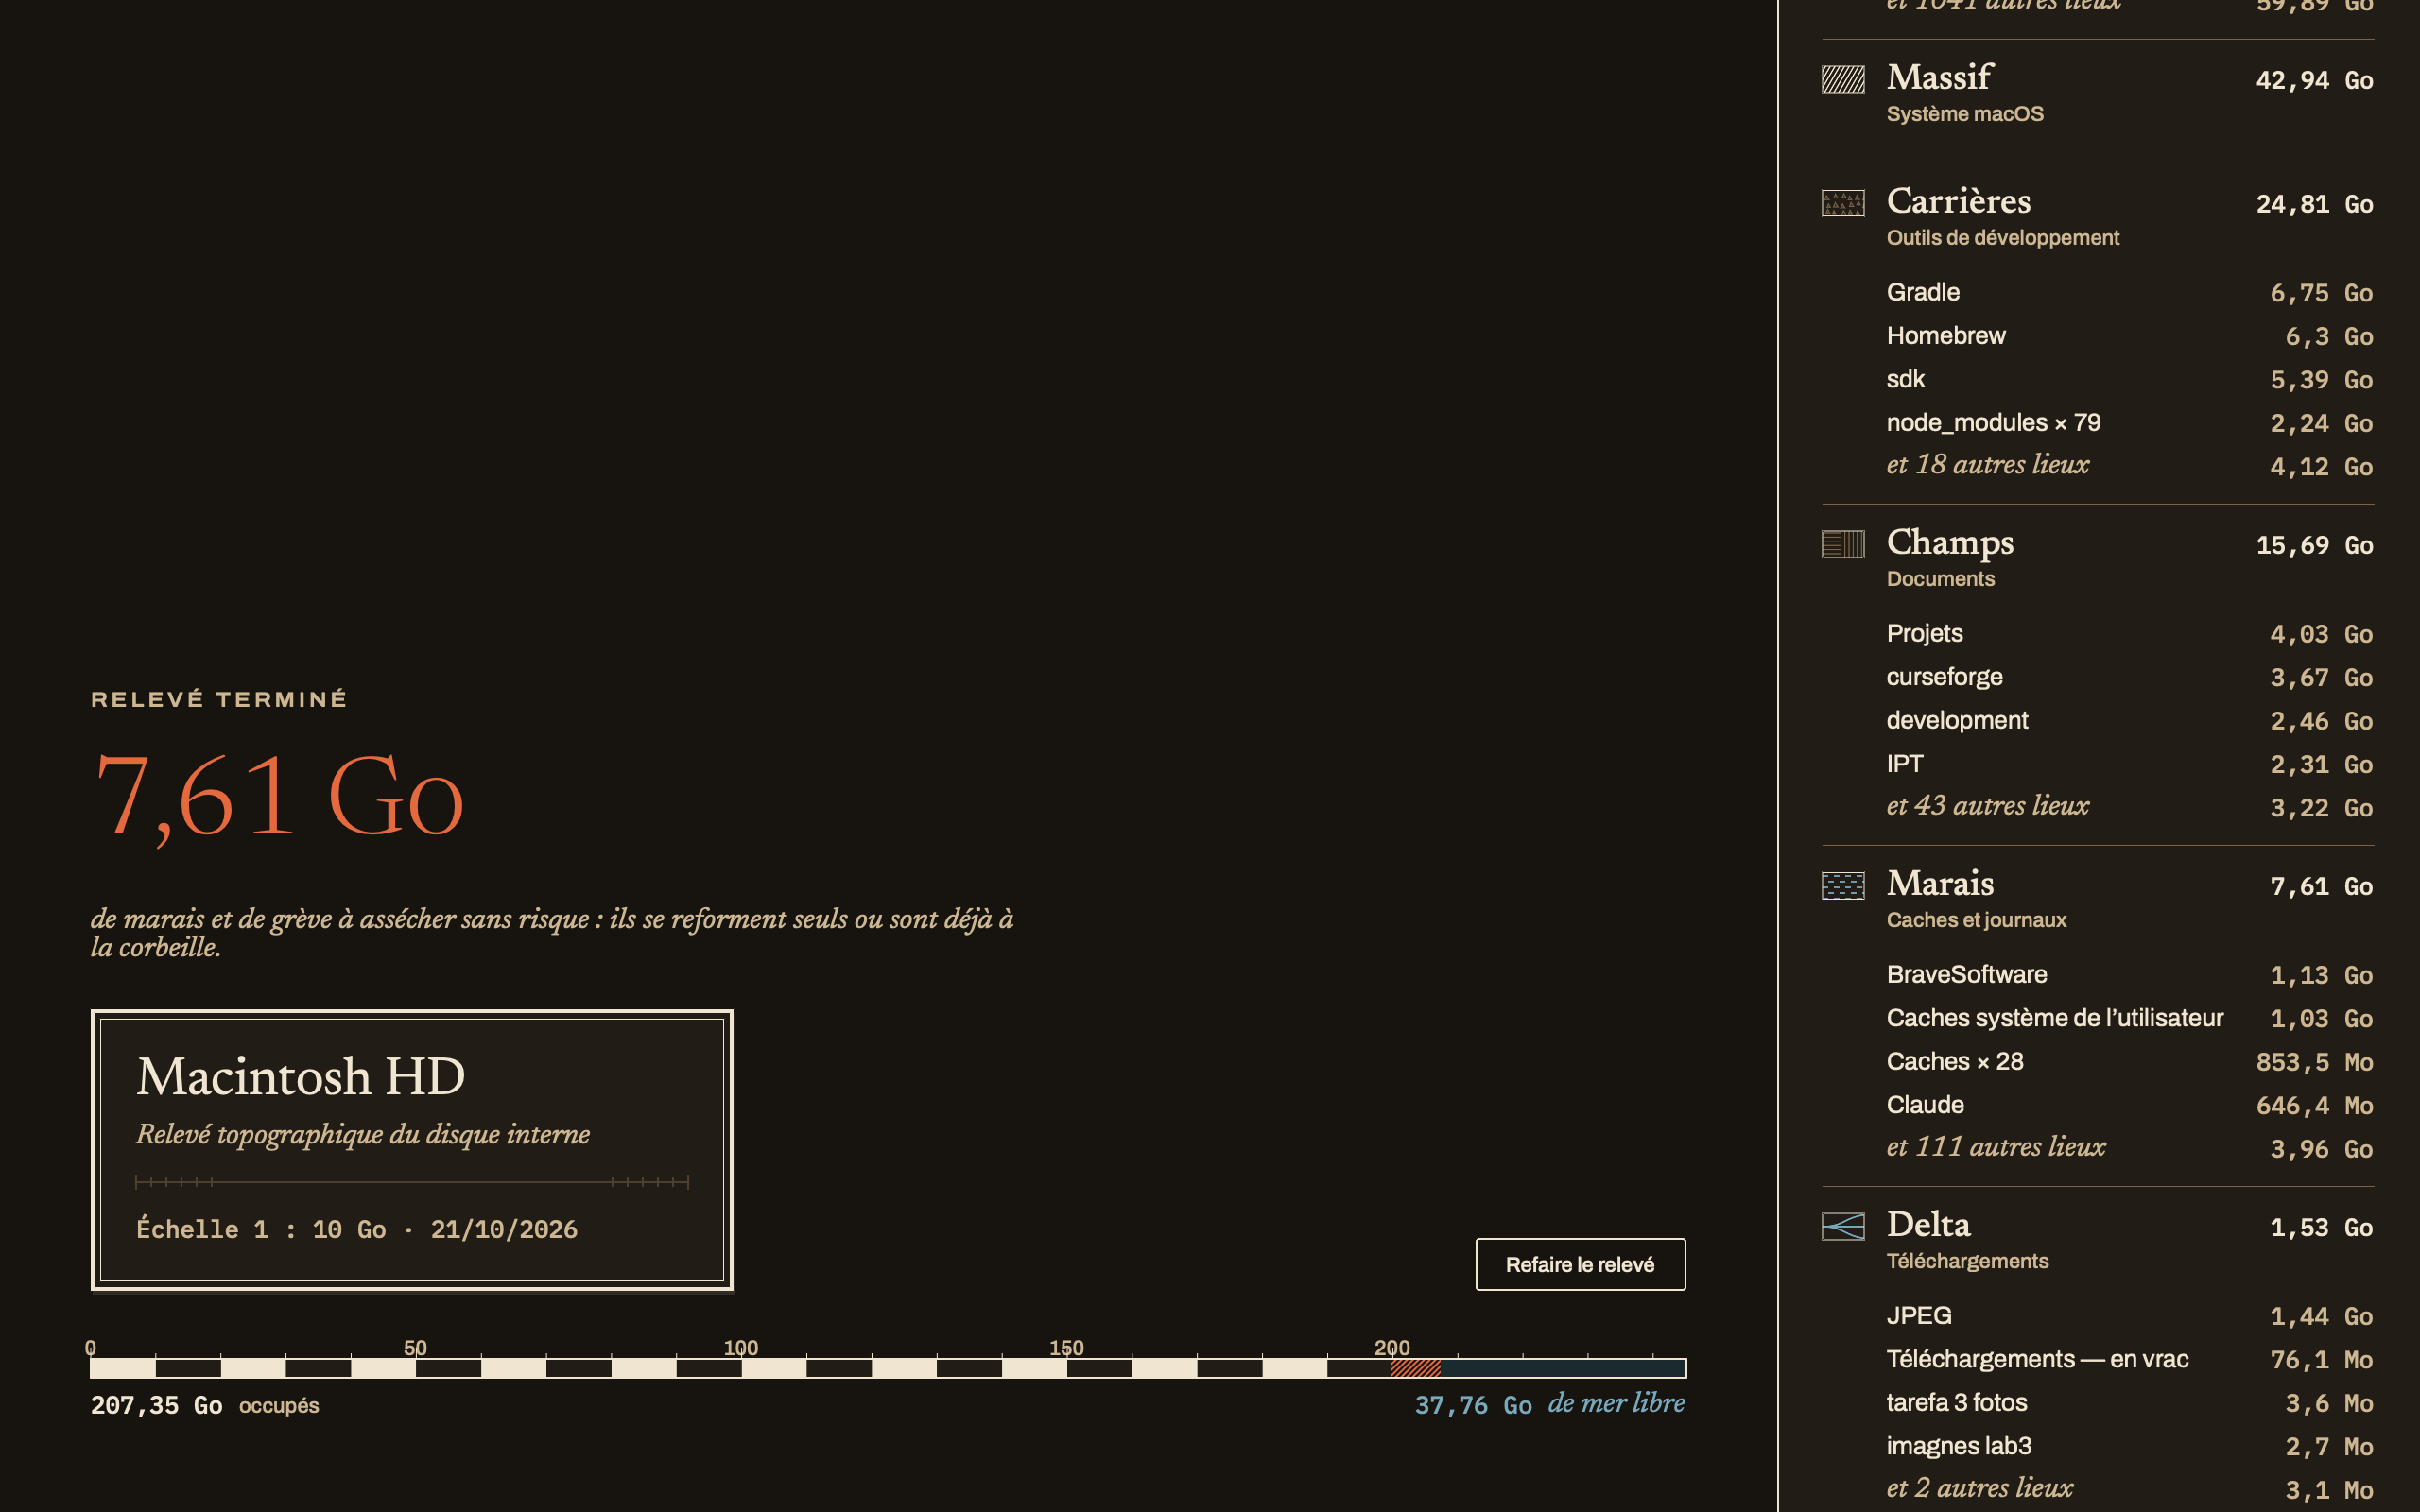 RELEVÉ TERMINÉ
7,61 Go
de marais et de grève à assécher sans risque : ils se reforment seuls ou sont déjà à
la corbeille.
Macintosh HD
Relevé topographique du disque interne
Échelle 1 : 10 Go · 21/10/2026
Refaire le relevé
0 50 100 150 200
207,35 Go occupés
37,76 Go de mer libre
et 1041 autres lieux 59,89 Go
Massif 42,94 Go
Système macOS
Carrières 24,81 Go
Outils de développement
Gradle 6,75 Go
Homebrew 6,3 Go
sdk 5,39 Go
node_modules × 79 2,24 Go
et 18 autres lieux 4,12 Go
Champs 15,69 Go
Documents
Projets 4,03 Go
curseforge 3,67 Go
development 2,46 Go
IPT 2,31 Go
et 43 autres lieux 3,22 Go
Marais 7,61 Go
Caches et journaux
BraveSoftware 1,13 Go
Caches système de l’utilisateur 1,03 Go
Caches × 28 853,5 Mo
Claude 646,4 Mo
et 111 autres lieux 3,96 Go
Delta 1,53 Go
Téléchargements
JPEG 1,44 Go
Téléchargements — en vrac 76,1 Mo
tarefa 3 fotos 3,6 Mo
imagnes lab3 2,7 Mo
et 2 autres lieux 3,1 Mo